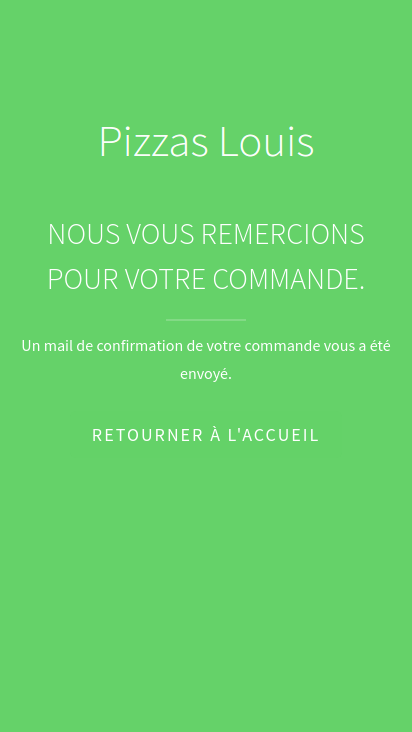 Pizzas Louis
NOUS VOUS REMERCIONS
POUR VOTRE COMMANDE.
Un mail de confirmation de votre commande vous a été
envoyé.
RETOURNER À L'ACCUEIL